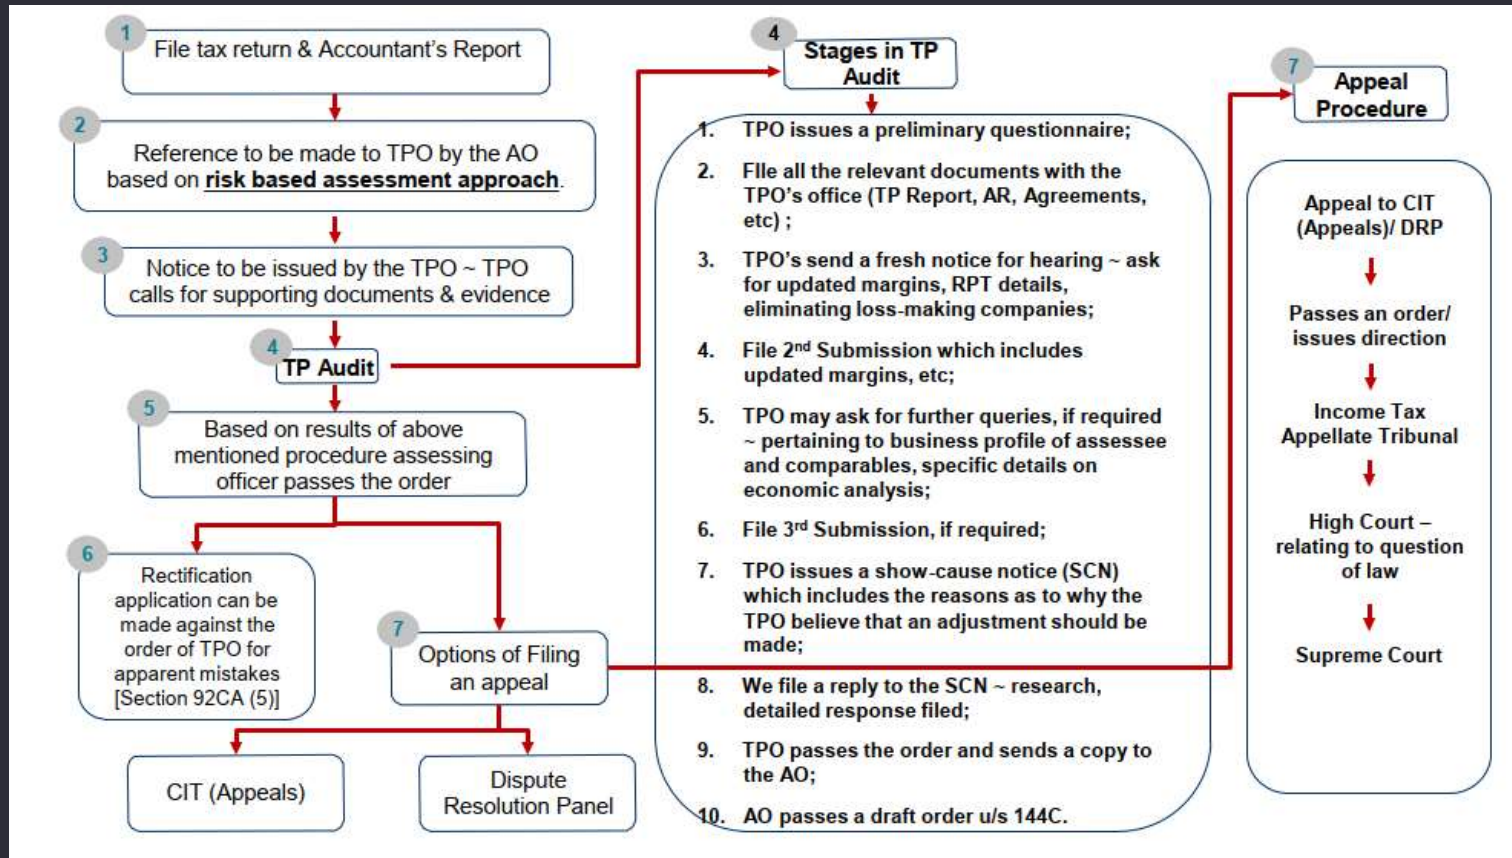 1
File tax return & Accountant's Report
2
Reference to be made to TPO by the AO
based on risk based assessment approach.
3
Notice to be issued by the TPO ~ TPO
calls for supporting documents & evidence
4
TP Audit
5
Based on results of above
mentioned procedure assessing
officer passes the order
6
Rectification
application can be
made against the
order of TPO for
apparent mistakes
[Section 92CA (5)]
7
Options of Filing
an appeal
CIT (Appeals)
Dispute
Resolution Panel
4
Stages in TP
Audit
1. TPO issues a preliminary questionnaire;
2. FIle all the relevant documents with the
TPO's office (TP Report, AR, Agreements,
etc) ;
3. TPO's send a fresh notice for hearing ~ ask
for updated margins, RPT details,
eliminating loss-making companies;
4. File 2nd Submission which includes
updated margins, etc;
5. TPO may ask for further queries, if required
~ pertaining to business profile of assessee
and comparables, specific details on
economic analysis;
6. File 3rd Submission, if required;
7. TPO issues a show-cause notice (SCN)
which includes the reasons as to why the
TPO believe that an adjustment should be
made;
8. We file a reply to the SCN ~ research,
detailed response filed;
9. TPO passes the order and sends a copy to
the AO;
10. AO passes a draft order u/s 144C.
7
Appeal
Procedure
Appeal to CIT
(Appeals)/ DRP
Passes an order/
issues direction
Income Tax
Appellate Tribunal
High Court –
relating to question
of law
Supreme Court